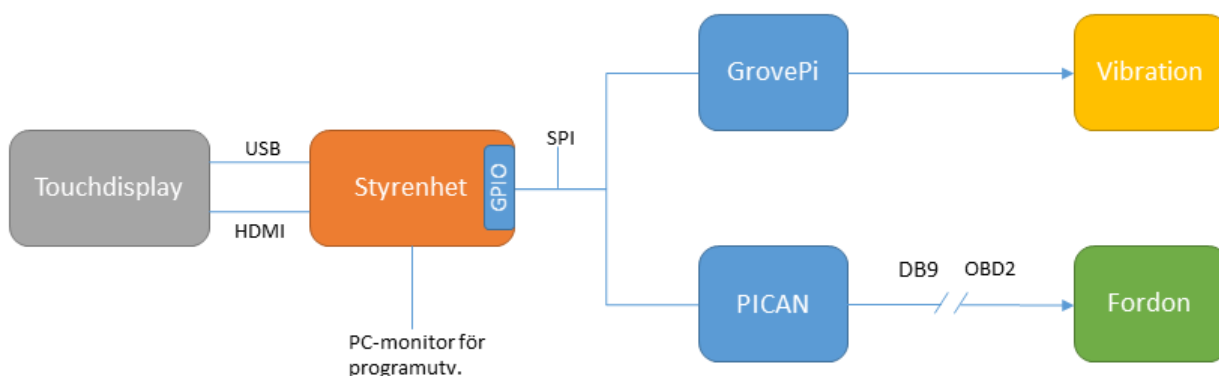 GrovePi
Vibration
USB
SPI
Touchdisplay
Styrenhet
GPIO
HDMI
DB9
OBD2
PICAN
Fordon
PC-monitor för
programutv.